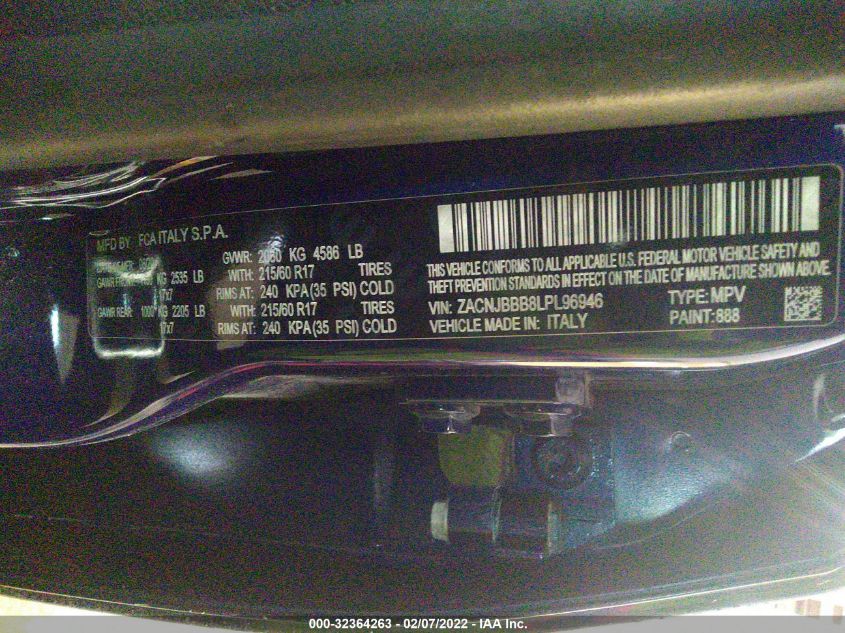 MFD BY: FCA ITALY S.P.A.
GVWR: 2080 KG 4586 LB
KG 2535 LB WITH: 215/60 R17 TIRES
RIMS AT: 240 KPA (35 PSI) COLD
GAWR REAR: 1000 KG 2205 LB WITH: 215/60 R17 TIRES
RIMS AT: 240 KPA (35 PSI) COLD
THIS VEHICLE CONFORMS TO ALL APPLICABLE U.S. FEDERAL MOTOR VEHICLE SAFETY AND
THEFT PREVENTION STANDARDS IN EFFECT ON THE DATE OF MANUFACTURE SHOWN ABOVE.
VIN: ZACNJBBB8LPL96946 TYPE: MPV
VEHICLE MADE IN: ITALY PAINT: 888
000-32364263 - 02/07/2022 - IAA Inc.